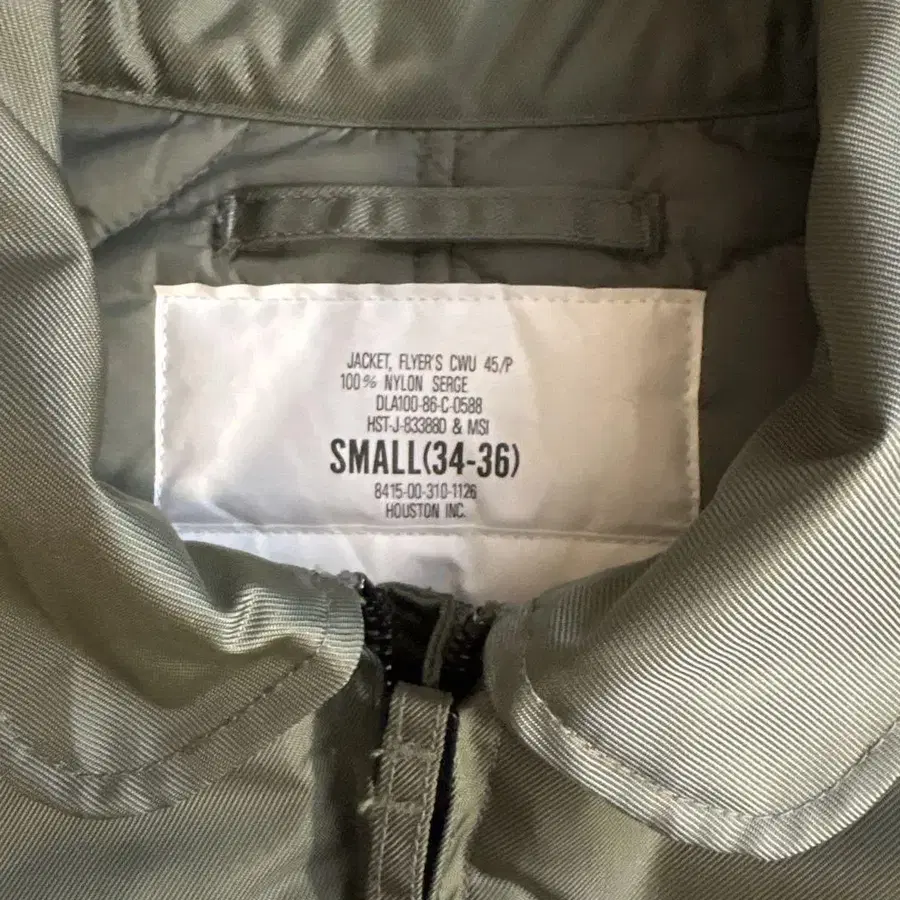 JACKET, FLYER'S CWU 45/P
100% NYLON SERGE
DLA100-86-C-0588
HST-J-83388D & MSI
SMALL(34-36)
8415-00-310-1126
HOUSTON INC.